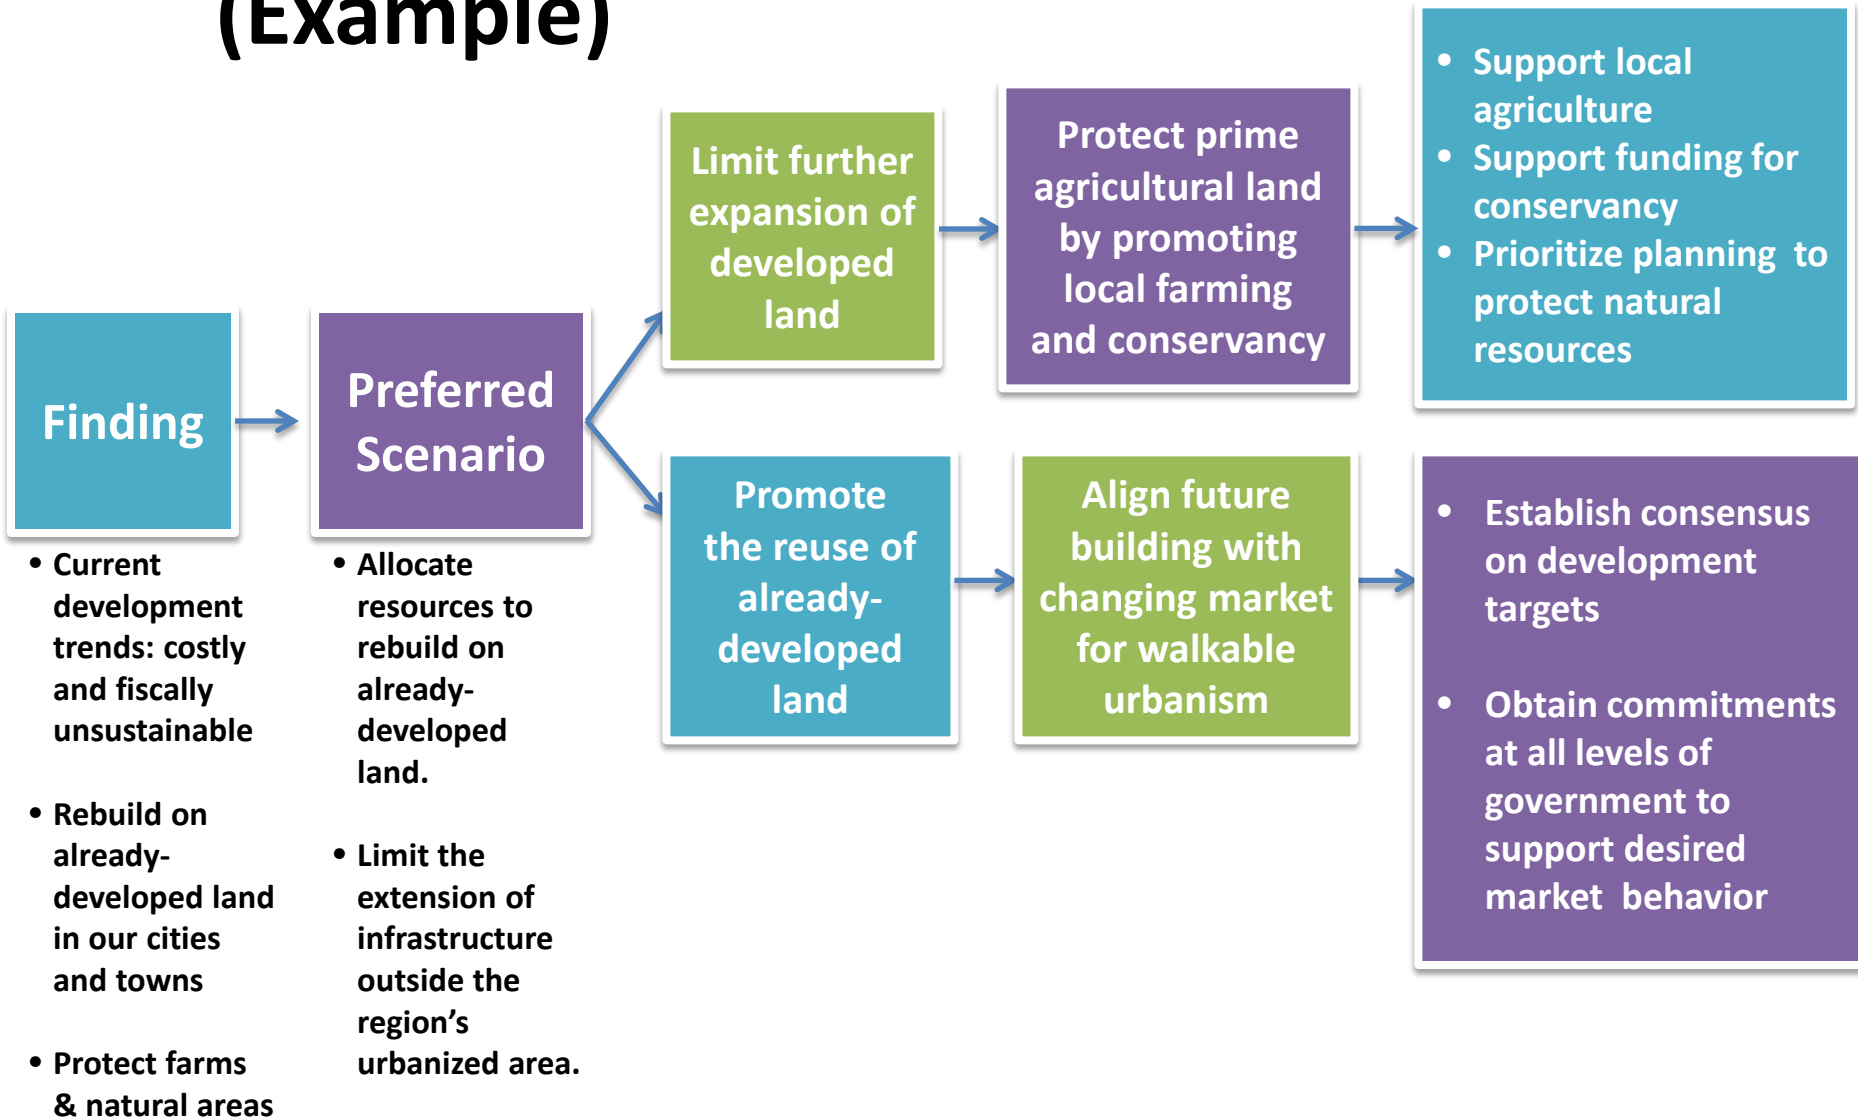 (Example)
Finding
• Current
development
trends: costly
and fiscally
unsustainable
• Rebuild on
already-
developed land
in our cities
and towns
• Protect farms
& natural areas
Preferred
Scenario
• Allocate
resources to
rebuild on
already-
developed
land.
• Limit the
extension of
infrastructure
outside the
region’s
urbanized area.
Limit further
expansion of
developed
land
Protect prime
agricultural land
by promoting
local farming
and conservancy
• Support local
agriculture
• Support funding for
conservancy
• Prioritize planning to
protect natural
resources
Promote
the reuse of
already-
developed
land
Align future
building with
changing market
for walkable
urbanism
• Establish consensus
on development
targets
• Obtain commitments
at all levels of
government to
support desired
market behavior